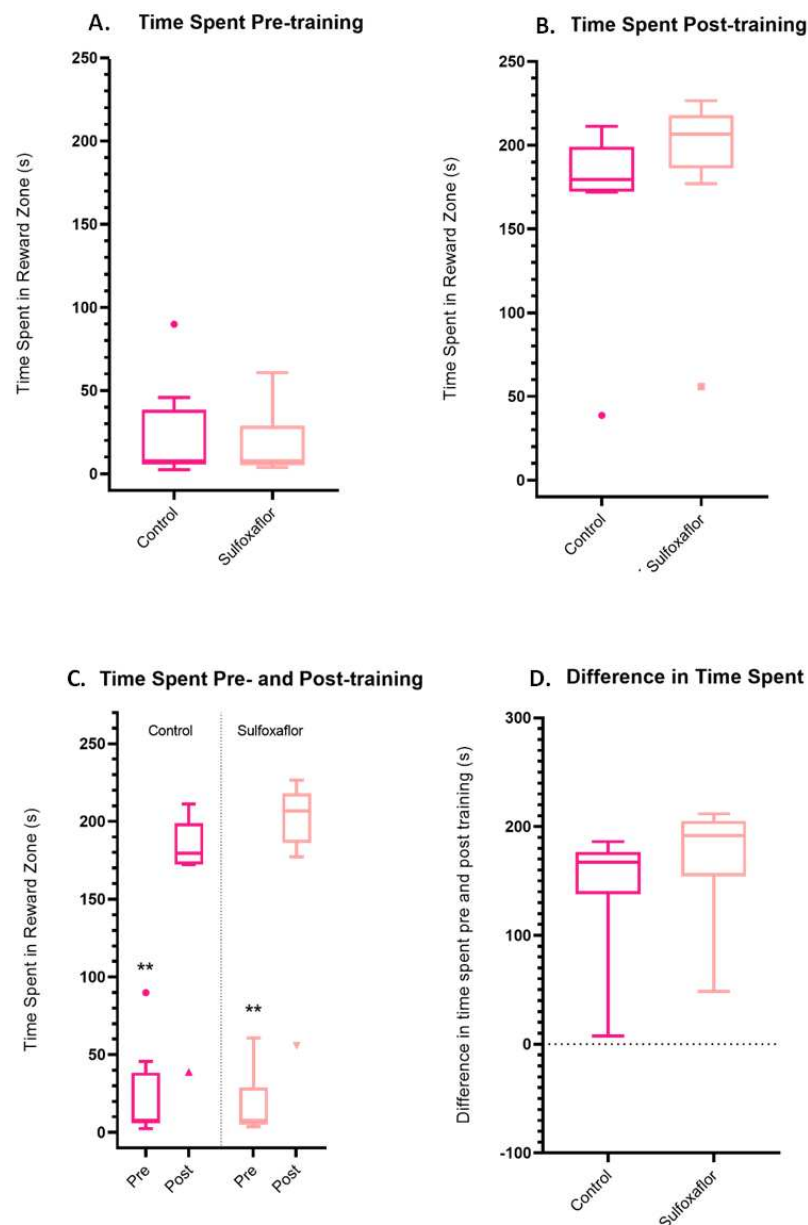 A. Time Spent Pre-training
Time Spent in Reward Zone (s)
250
200
150
100
50
0
Control
Sulfoxaflor
B. Time Spent Post-training
Time Spent in Reward Zone (s)
250
200
150
100
50
0
Control
Sulfoxaflor
C. Time Spent Pre- and Post-training
Time Spent in Reward Zone (s)
250
200
150
100
50
0
Control
Sulfoxaflor
**
**
Pre
Post
Pre
Post
D. Difference in Time Spent
Difference in time spent pre and post training (s)
300
200
100
0
-100
Control
Sulfoxaflor